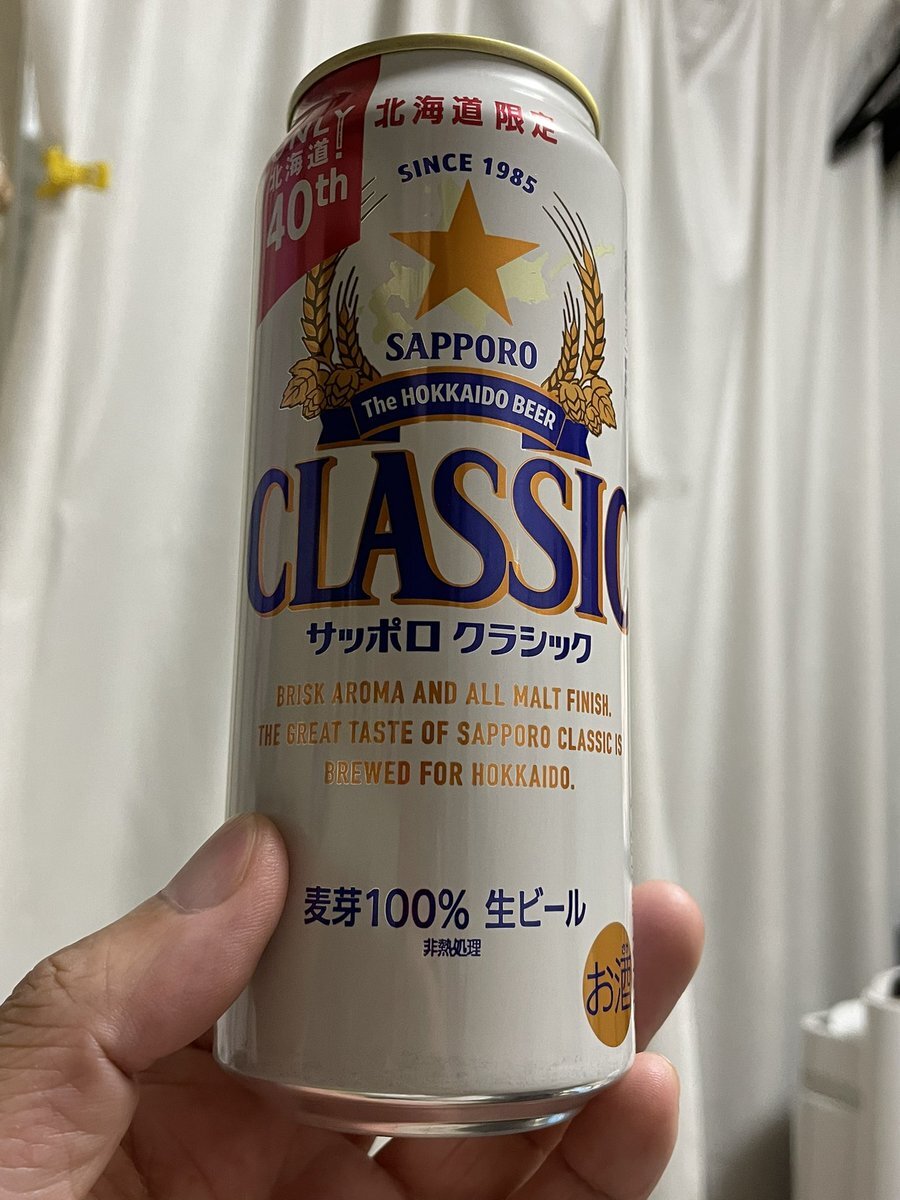 ONLY
北海道!
40th
北海道限定
SINCE 1985
SAPPORO
The HOKKAIDO BEER
CLASSIC
サッポロ クラシック
BRISK AROMA AND ALL MALT FINISH.
THE GREAT TASTE OF SAPPORO CLASSIC IS
BREWED FOR HOKKAIDO.
麦芽100% 生ビール
非熱処理
お酒